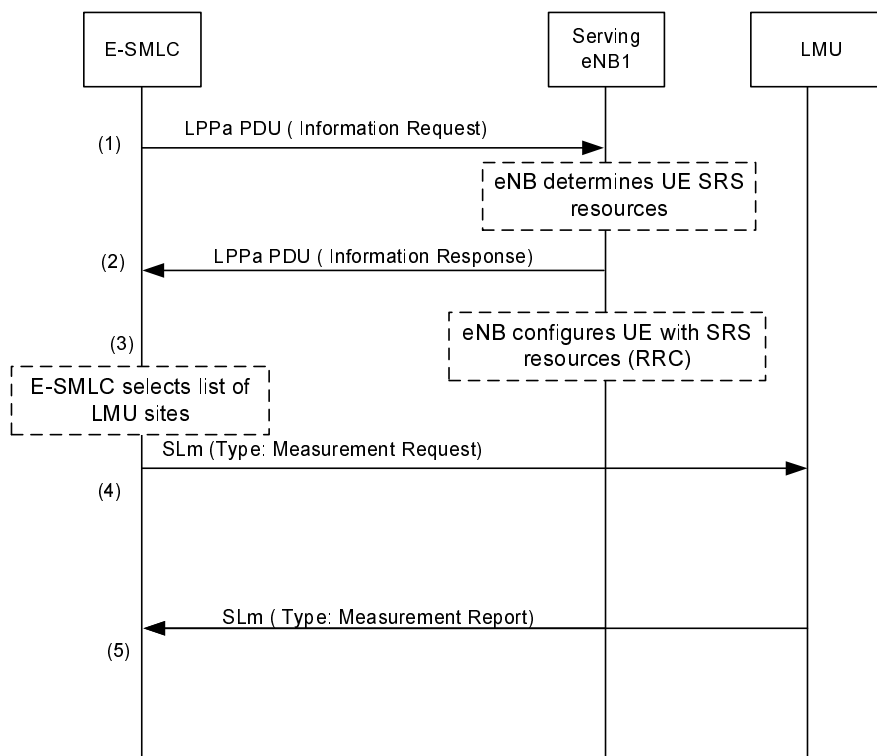 E-SMLC
Serving
eNB1
LMU
LPPa PDU ( Information Request)
(1)
eNB determines UE SRS
resources
LPPa PDU ( Information Response)
(2)
eNB configures UE with SRS
resources (RRC)
(3)
E-SMLC selects list of
LMU sites
SLm (Type: Measurement Request)
(4)
SLm ( Type: Measurement Report)
(5)